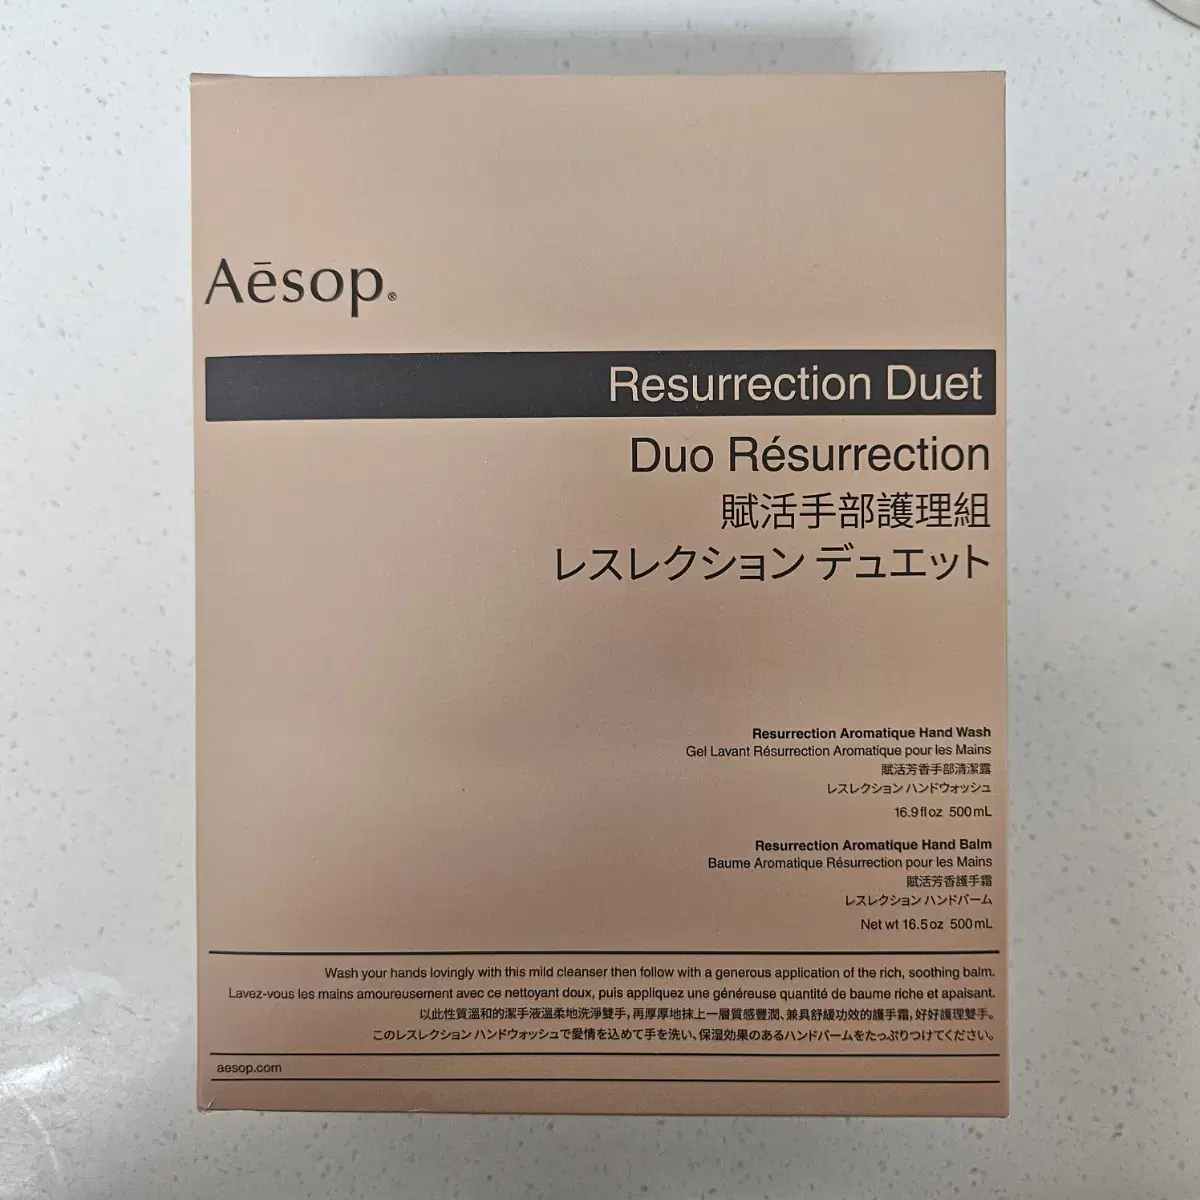 Aēsop®
Resurrection Duet
Duo Résurrection
賦活手部護理組
レスレクション デュエット
Resurrection Aromatique Hand Wash
Gel Lavant Résurrection Aromatique pour les Mains
賦活芳香手部清潔露
レスレクション ハンドウォッシュ
16.9 fl oz 500 mL
Resurrection Aromatique Hand Balm
Baume Aromatique Résurrection pour les Mains
賦活芳香護手霜
レスレクション ハンドバーム
Net wt 16.5 oz 500 mL
Wash your hands lovingly with this mild cleanser then follow with a generous application of the rich, soothing balm.
Lavez-vous les mains amoureusement avec ce nettoyant doux, puis appliquez une généreuse quantité de baume riche et apaisant.
以此性質溫和的潔手液溫柔地洗淨雙手，再厚厚地抹上一層質感豐潤、兼具舒緩功效的護手霜，好好護理雙手。
このレスレクション ハンドウォッシュで愛情を込めて手を洗い、保湿効果のあるハンドバームをたっぷりつけてください。
aesop.com